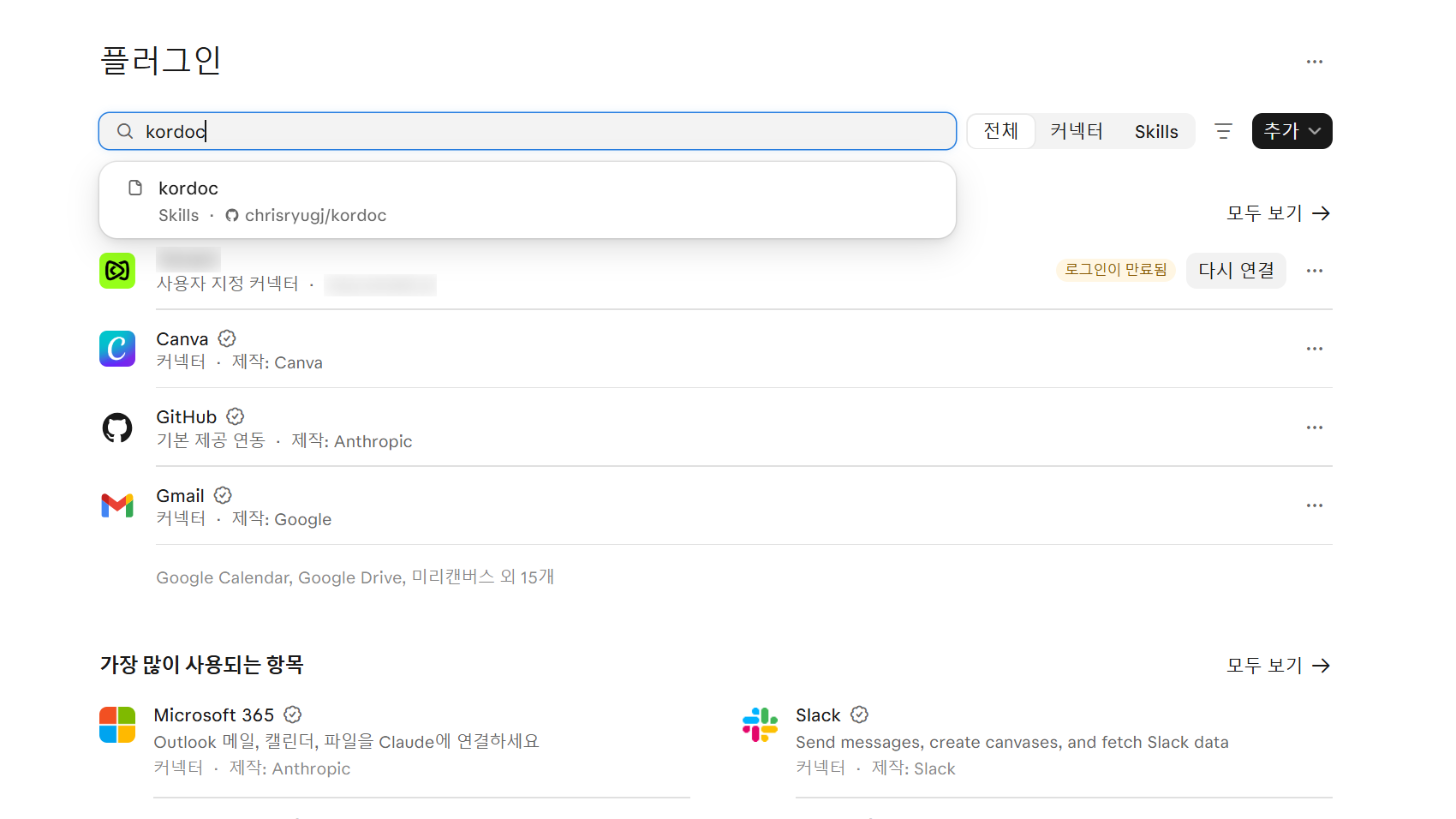 플러그인
kordoc
전체
커넥터
Skills
추가
kordoc
Skills · chrisryugj/kordoc
모두 보기 →
사용자 지정 커넥터 ·
로그인이 만료됨
다시 연결
Canva
커넥터 · 제작: Canva
GitHub
기본 제공 연동 · 제작: Anthropic
Gmail
커넥터 · 제작: Google
Google Calendar, Google Drive, 미리캔버스 외 15개
가장 많이 사용되는 항목
모두 보기 →
Microsoft 365
Outlook 메일, 캘린더, 파일을 Claude에 연결하세요
커넥터 · 제작: Anthropic
Slack
Send messages, create canvases, and fetch Slack data
커넥터 · 제작: Slack